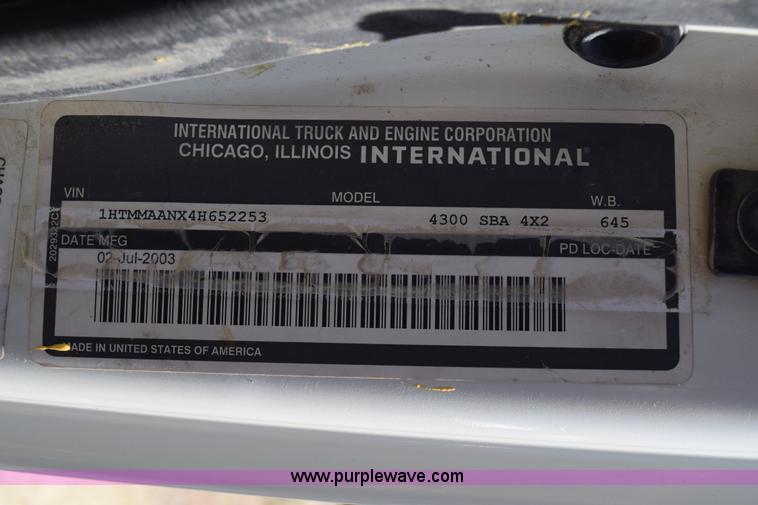 INTERNATIONAL TRUCK AND ENGINE CORPORATION
CHICAGO, ILLINOIS INTERNATIONAL®
VIN MODEL W.B.
1HTMMAANX4H652253 4300 SBA 4X2 645
DATE MFG PD LOC-DATE
02-Jul-2003
MADE IN UNITED STATES OF AMERICA
www.purplewave.com